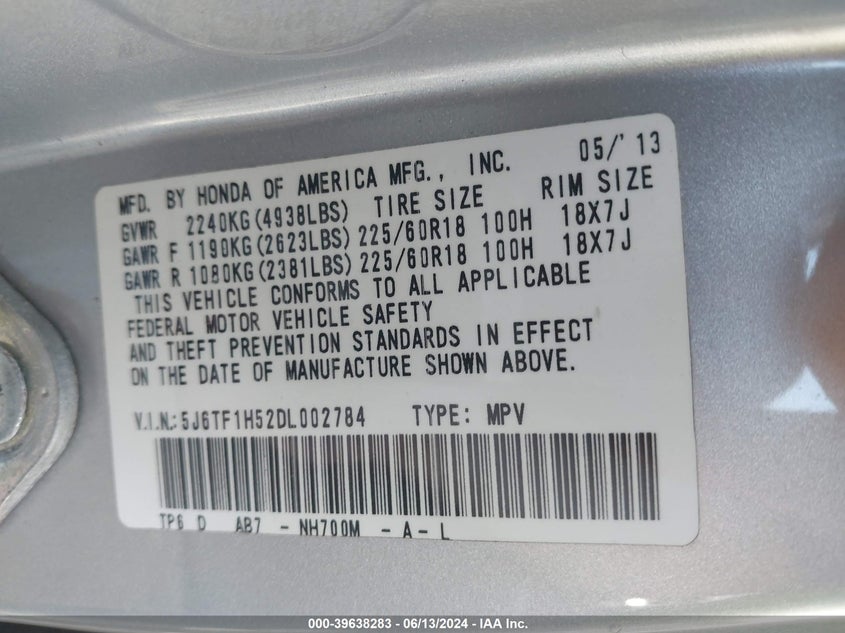 MFD. BY HONDA OF AMERICA MFG., INC. 05/'13
GVWR 2240KG(4938LBS) TIRE SIZE RIM SIZE
GAWR F 1190KG(2623LBS) 225/60R18 100H 18X7J
GAWR R 1080KG(2381LBS) 225/60R18 100H 18X7J
THIS VEHICLE CONFORMS TO ALL APPLICABLE
FEDERAL MOTOR VEHICLE SAFETY
AND THEFT PREVENTION STANDARDS IN EFFECT
ON THE DATE OF MANUFACTURE SHOWN ABOVE.
V.I.N.: 5J6TF1H52DL002784 TYPE: MPV
TP6 D AB7 - NH700M - A - L
000-39638283 - 06/13/2024 - IAA Inc.